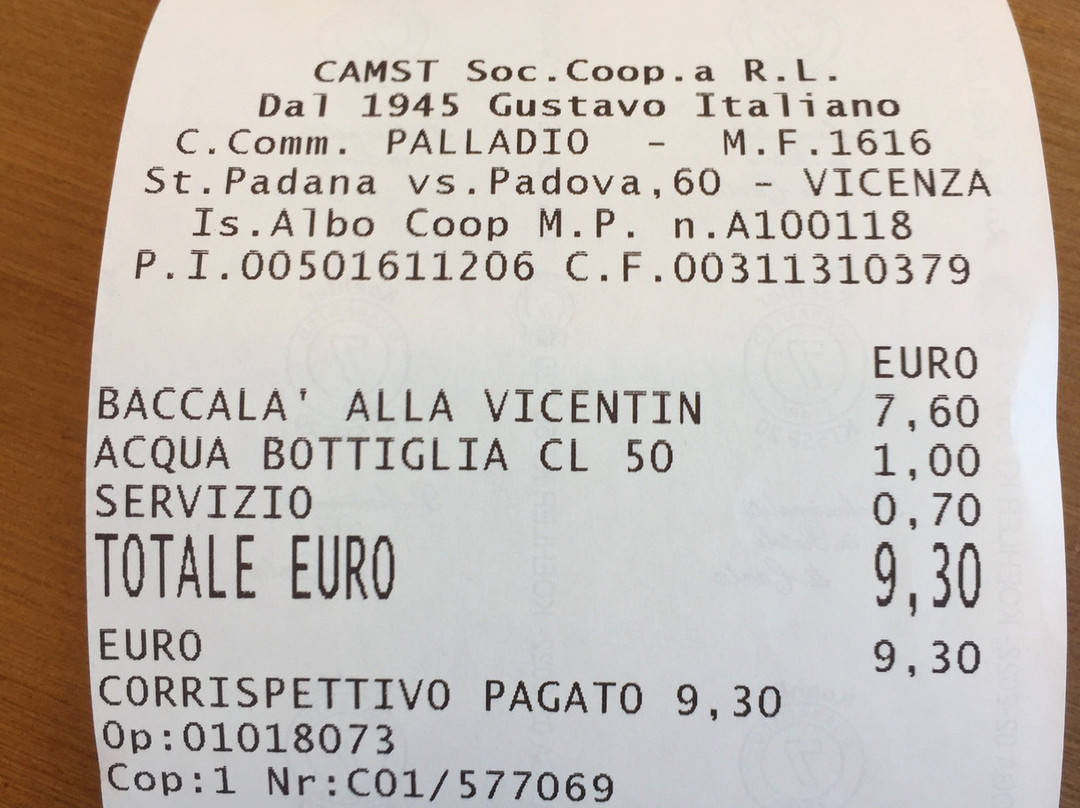 CAMST Soc.Coop.a R.L.
Dal 1945 Gustavo Italiano
C.Comm. PALLADIO - M.F.1616
St.Padana vs.Padova,60 - VICENZA
Is.Albo Coop M.P. n.A100118
P.I.00501611206 C.F.00311310379
EURO
BACCALA' ALLA VICENTIN 7,60
ACQUA BOTTIGLIA CL 50 1,00
SERVIZIO 0,70
TOTALE EURO 9,30
EURO 9,30
CORRISPETTIVO PAGATO 9,30
Op:01018073
Cop:1 Nr:C01/577069